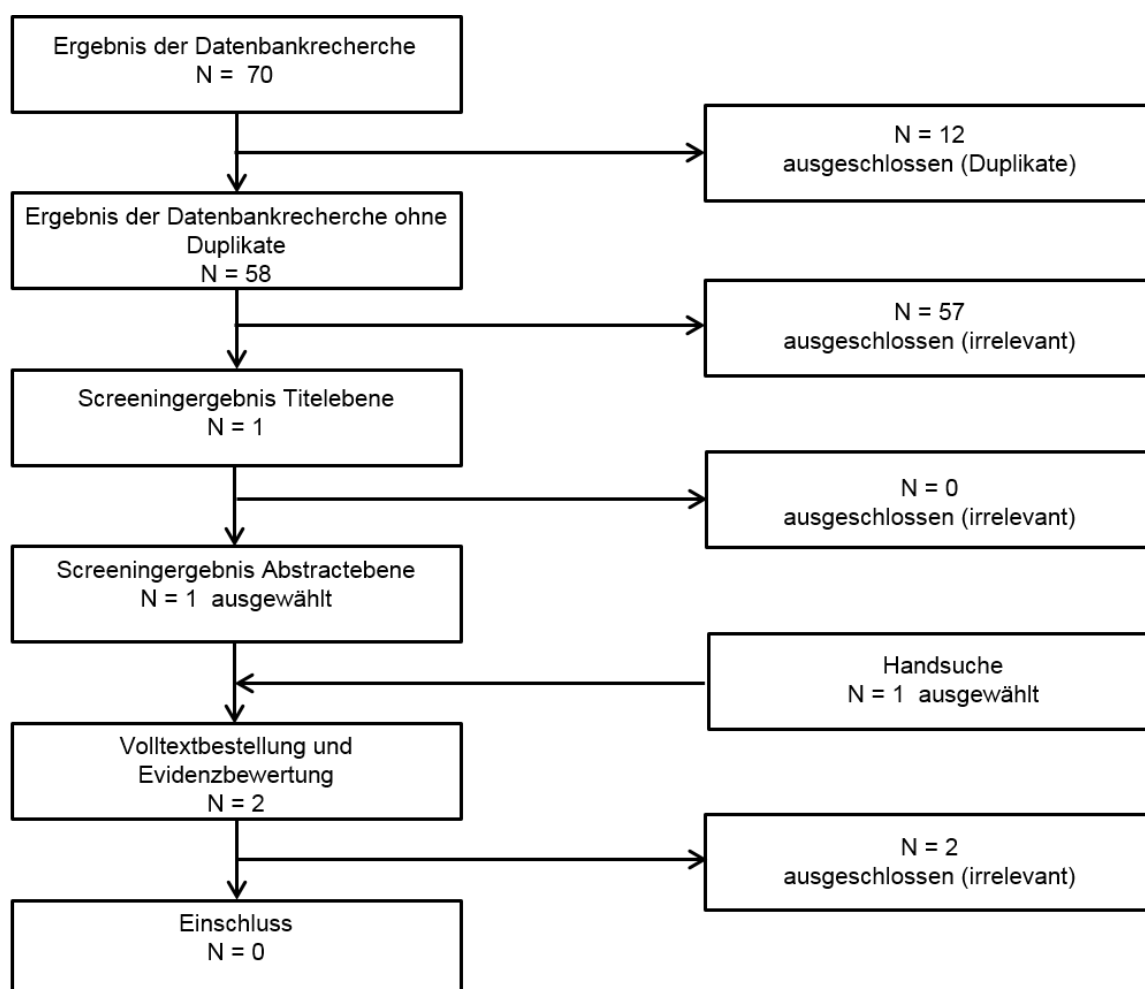 Ergebnis der Datenbankrecherche
N = 70
N = 12
ausgeschlossen (Duplikate)
Ergebnis der Datenbankrecherche ohne
Duplikate
N = 58
N = 57
ausgeschlossen (irrelevant)
Screeningergebnis Titelebene
N = 1
N = 0
ausgeschlossen (irrelevant)
Screeningergebnis Abstractebene
N = 1 ausgewählt
Handsuche
N = 1 ausgewählt
Volltextbestellung und
Evidenzbewertung
N = 2
N = 2
ausgeschlossen (irrelevant)
Einschluss
N = 0